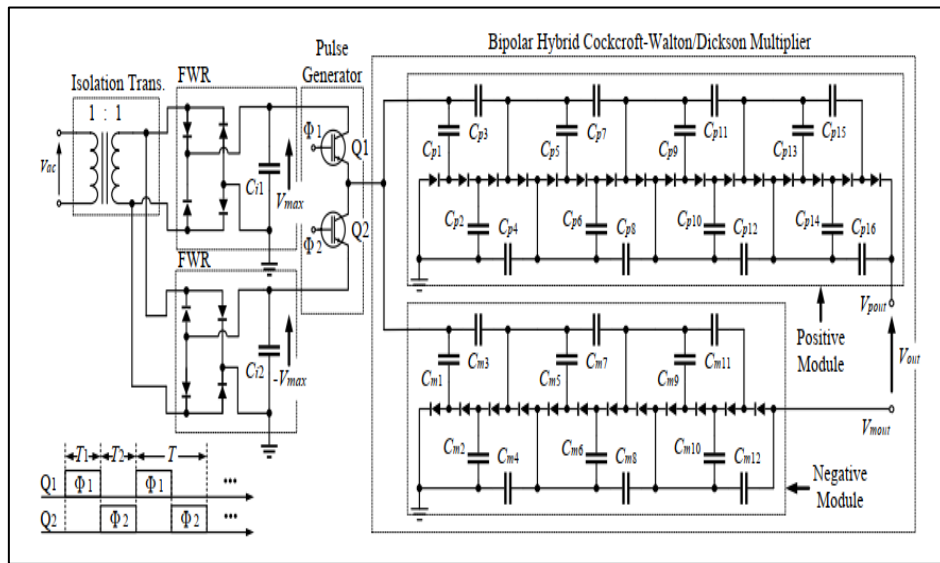 Bipolar Hybrid Cockcroft-Walton/Dickson Multiplier
Pulse
Generator
FWR
Isolation Trans.
1 : 1
Vac
Ci1
Vmax
Φ1
Q1
Φ2
Q2
FWR
Ci2
-Vmax
Cp1
Cp3
Cp5
Cp7
Cp9
Cp11
Cp13
Cp15
Cp2
Cp4
Cp6
Cp8
Cp10
Cp12
Cp14
Cp16
Vpout
Positive
Module
Vout
Vmout
Cm1
Cm3
Cm5
Cm7
Cm9
Cm11
Cm2
Cm4
Cm6
Cm8
Cm10
Cm12
Negative
Module
T1 T2 T
Q1 Φ1 Φ1 •••
Q2 Φ2 Φ2 •••